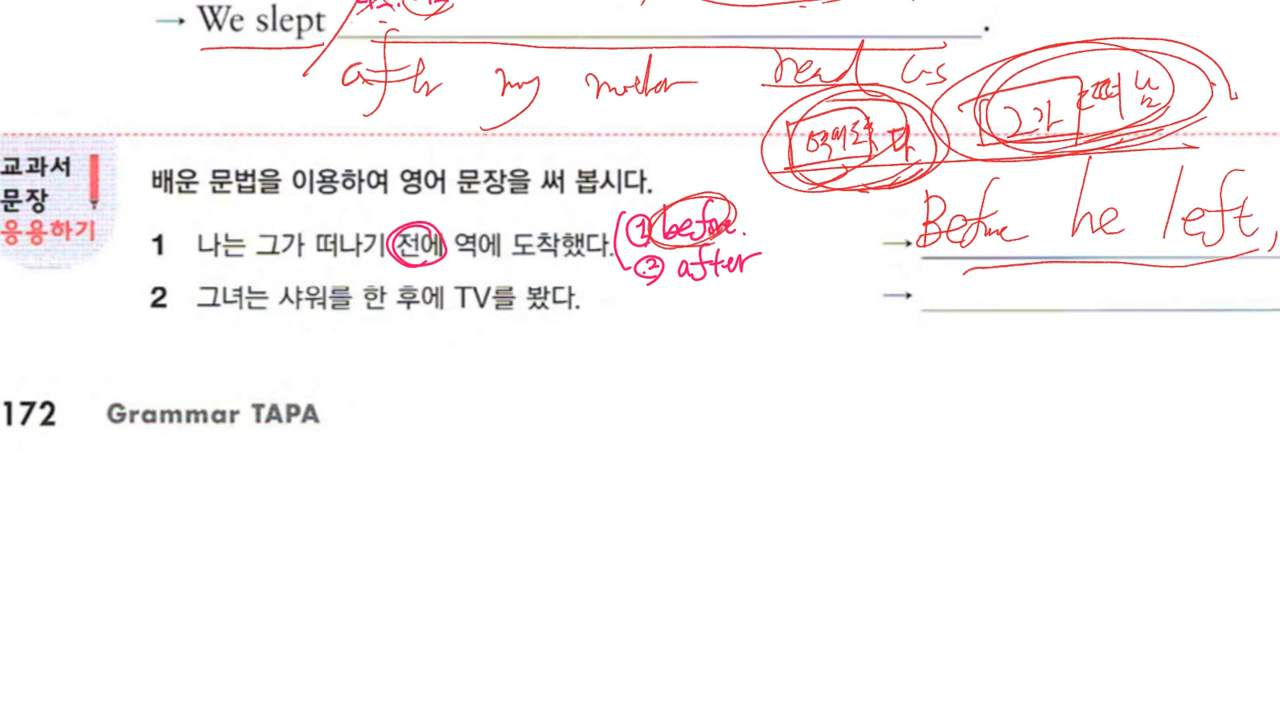 → We slept .
after my mother read us
그가 떠남
역에 도착
교과서
문장
응용하기
배운 문법을 이용하여 영어 문장을 써 봅시다.
1 나는 그가 떠나기 전에 역에 도착했다. ① before. → Before he left,
② after
2 그녀는 샤워를 한 후에 TV를 봤다. →
172 Grammar TAPA